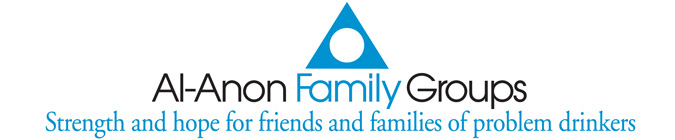 Al-Anon Family Groups
Strength and hope for friends and families of problem drinkers